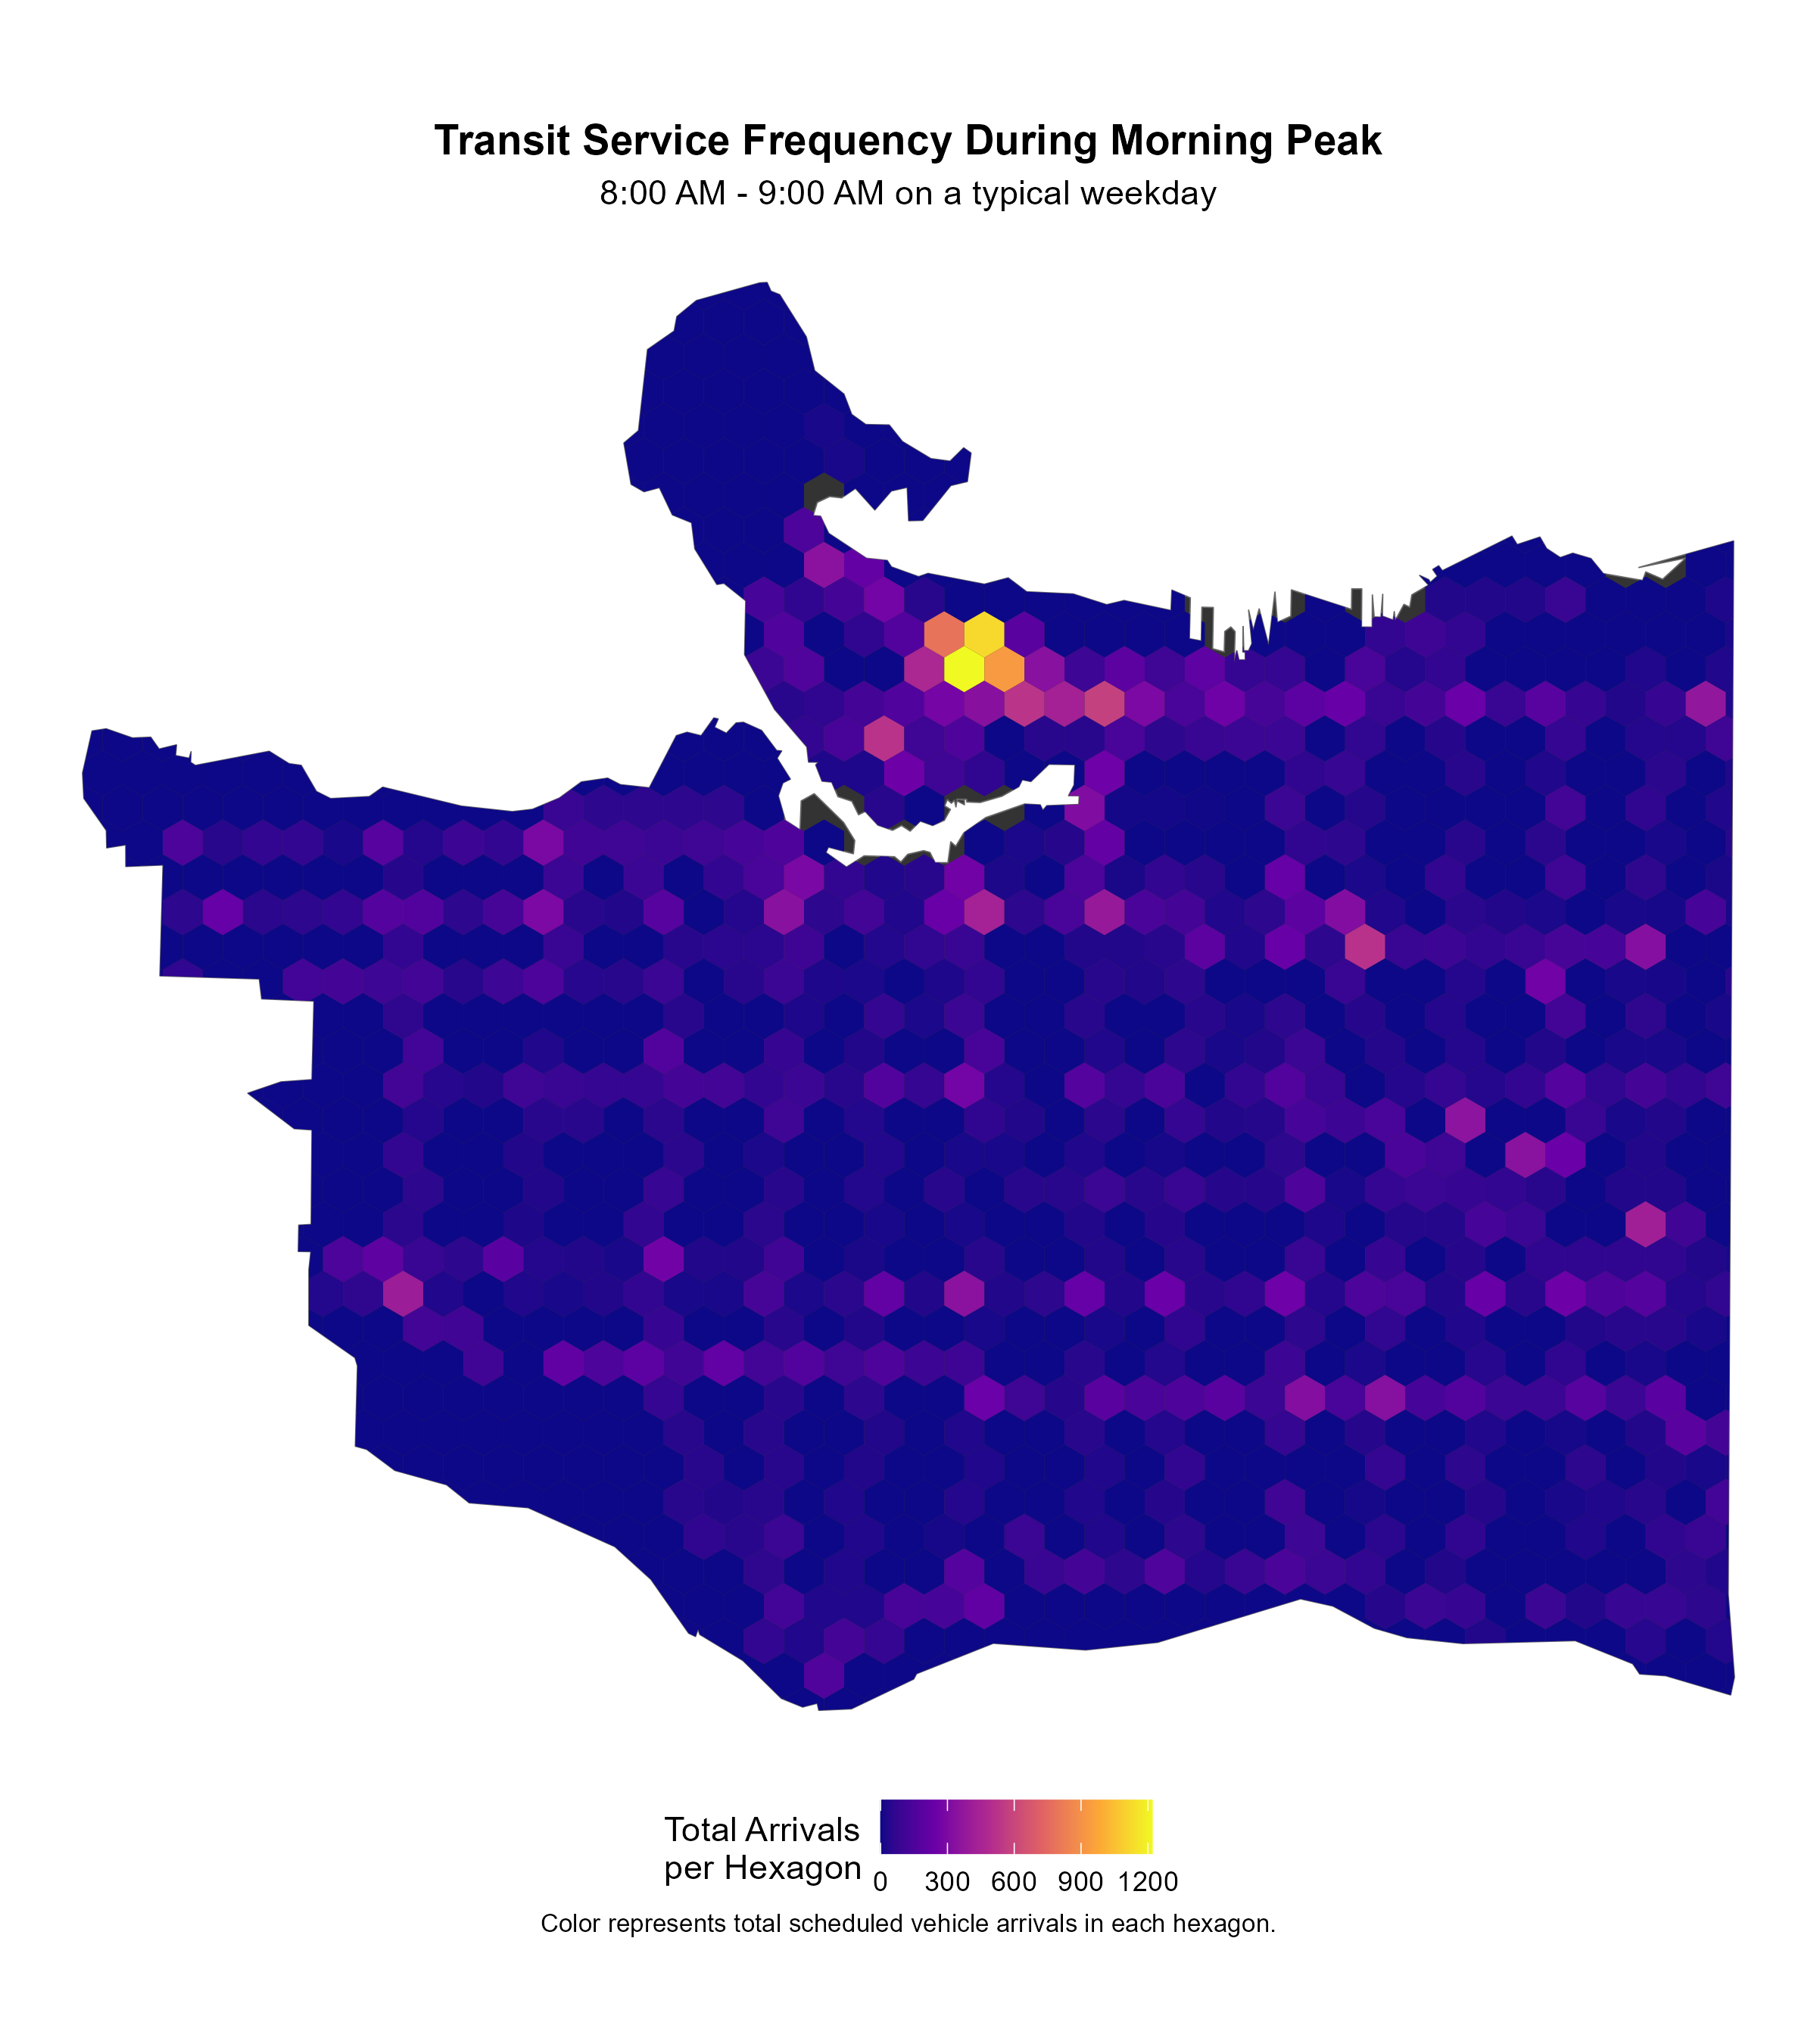 Transit Service Frequency During Morning Peak
8:00 AM - 9:00 AM on a typical weekday
Total Arrivals
per Hexagon
0 300 600 900 1200
Color represents total scheduled vehicle arrivals in each hexagon.